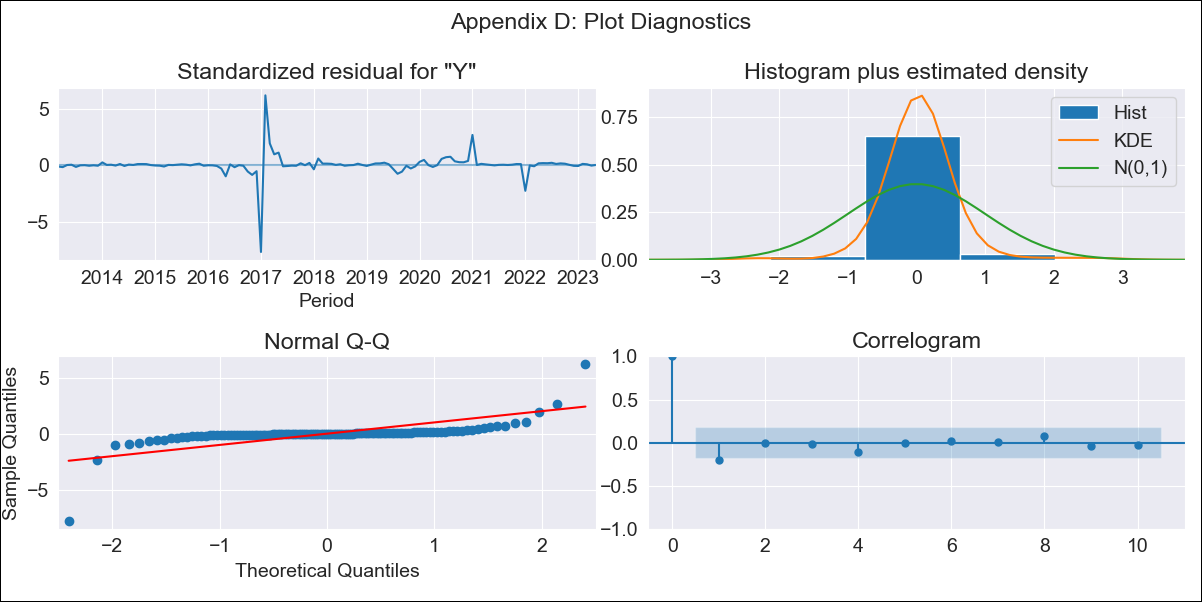 Appendix D: Plot Diagnostics
Standardized residual for "Y"
5
0
−5
2014 2015 2016 2017 2018 2019 2020 2021 2022 2023
Period
Histogram plus estimated density
0.75
0.50
0.25
0.00
Hist
KDE
N(0,1)
−3 −2 −1 0 1 2 3
Normal Q-Q
Sample Quantiles
5
0
−5
−2 −1 0 1 2
Theoretical Quantiles
Correlogram
1.0
0.5
0.0
−0.5
−1.0
0 2 4 6 8 10